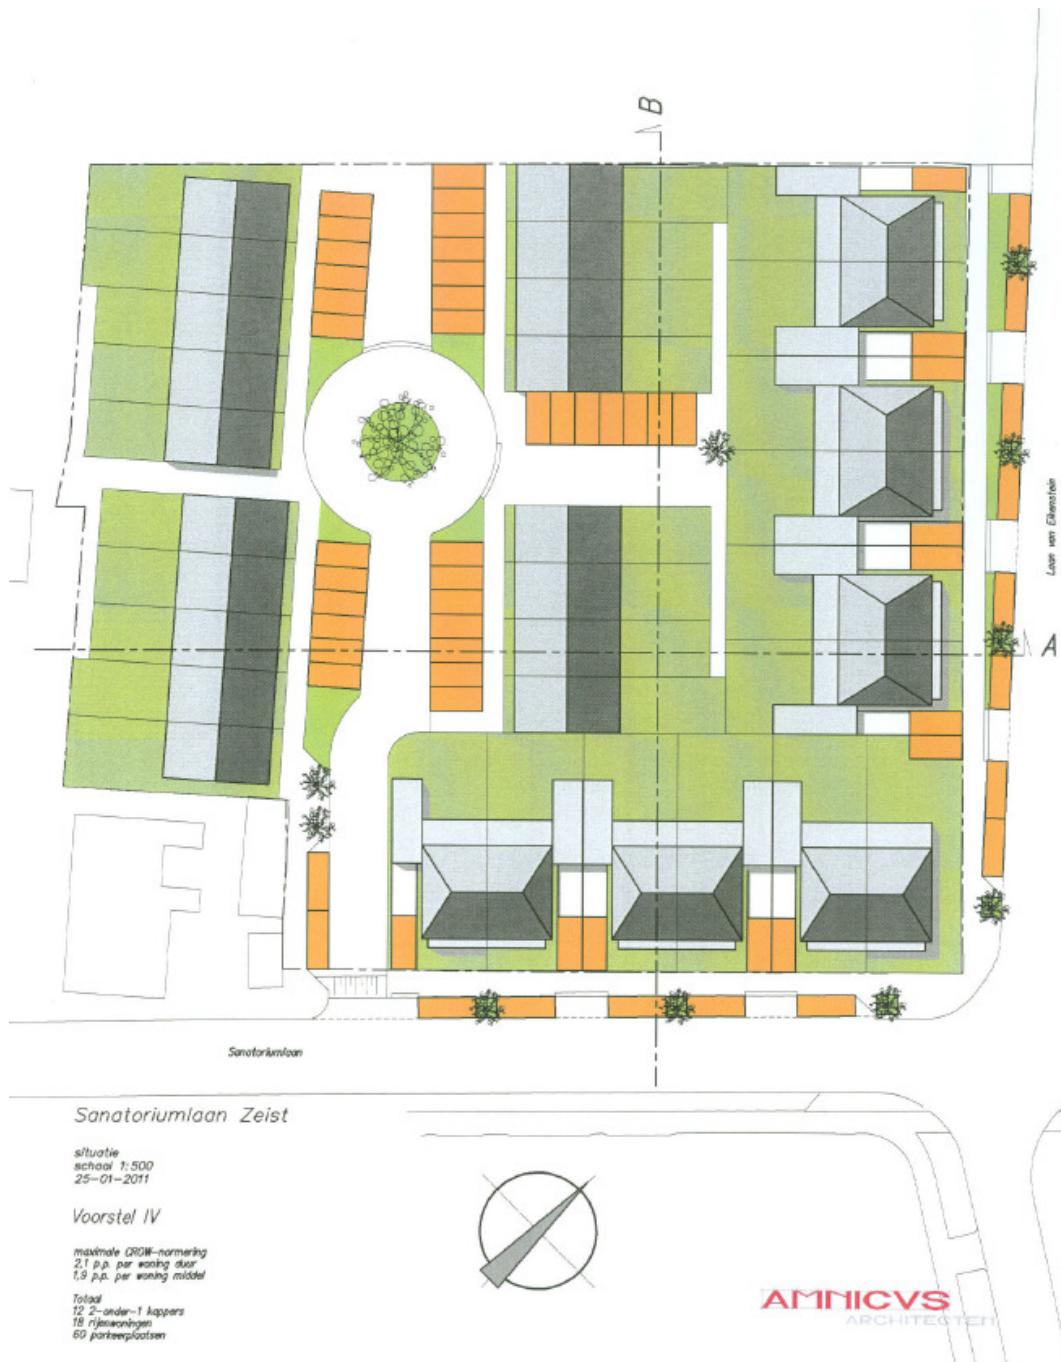 B
Laan van Eikenstein
A
Sanatoriumlaan
Sanatoriumlaan Zeist
situatie
schaal 1:500
25-01-2011
Voorstel IV
maximale CROW-normering
2,1 p.p. per woning duur
1,9 p.p. per woning middel
Totaal
12 2-onder-1 kappers
18 rijenwoningen
60 parkeerplaatsen
AMNICVS
ARCHITECTEN